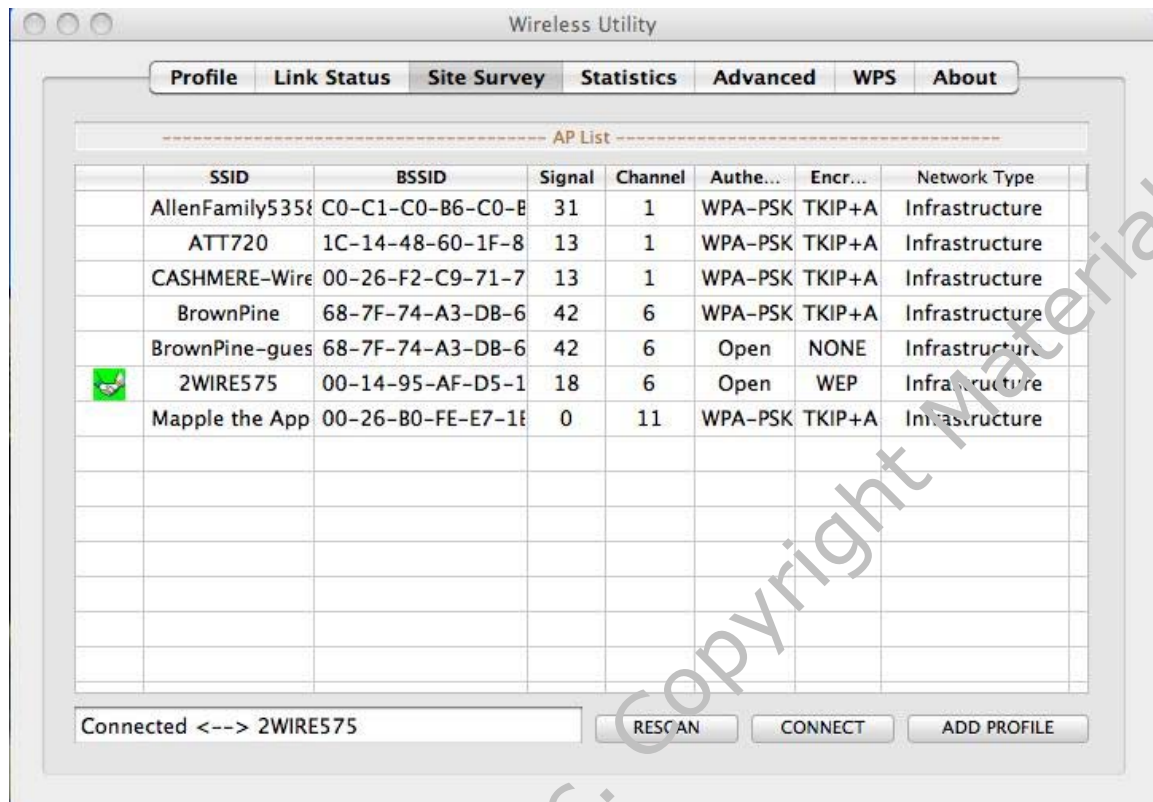 Wireless Utility
Profile Link Status Site Survey Statistics Advanced WPS About
-------------------------------------- AP List --------------------------------------
SSID BSSID Signal Channel Authe... Encr... Network Type
AllenFamily535 C0-C1-C0-B6-C0- 31 1 WPA-PSK TKIP+A Infrastructure
ATT720 1C-14-48-60-1F-8 13 1 WPA-PSK TKIP+A Infrastructure
CASHMERE-Wire 00-26-F2-C9-71-7 13 1 WPA-PSK TKIP+A Infrastructure
BrownPine 68-7F-74-A3-DB-6 42 6 WPA-PSK TKIP+A Infrastructure
BrownPine-gues 68-7F-74-A3-DB-6 42 6 Open NONE Infrastructure
2WIRE575 00-14-95-AF-D5-1 18 6 Open WEP Infrastructure
Mapple the App 00-26-B0-FE-E7-1 0 11 WPA-PSK TKIP+A Infrastructure
Connected <--> 2WIRE575 RESCAN CONNECT ADD PROFILE
. Copyright Material